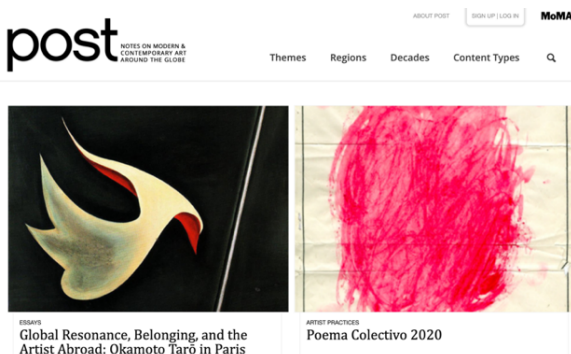 ABOUT POST
SIGN UP | LOG IN
MoMA
post
NOTES ON MODERN &
CONTEMPORARY ART
AROUND THE GLOBE
Themes
Regions
Decades
Content Types
ESSAYS
Global Resonance, Belonging, and the
Artist Abroad: Okamoto Tarō in Paris
ARTIST PRACTICES
Poema Colectivo 2020